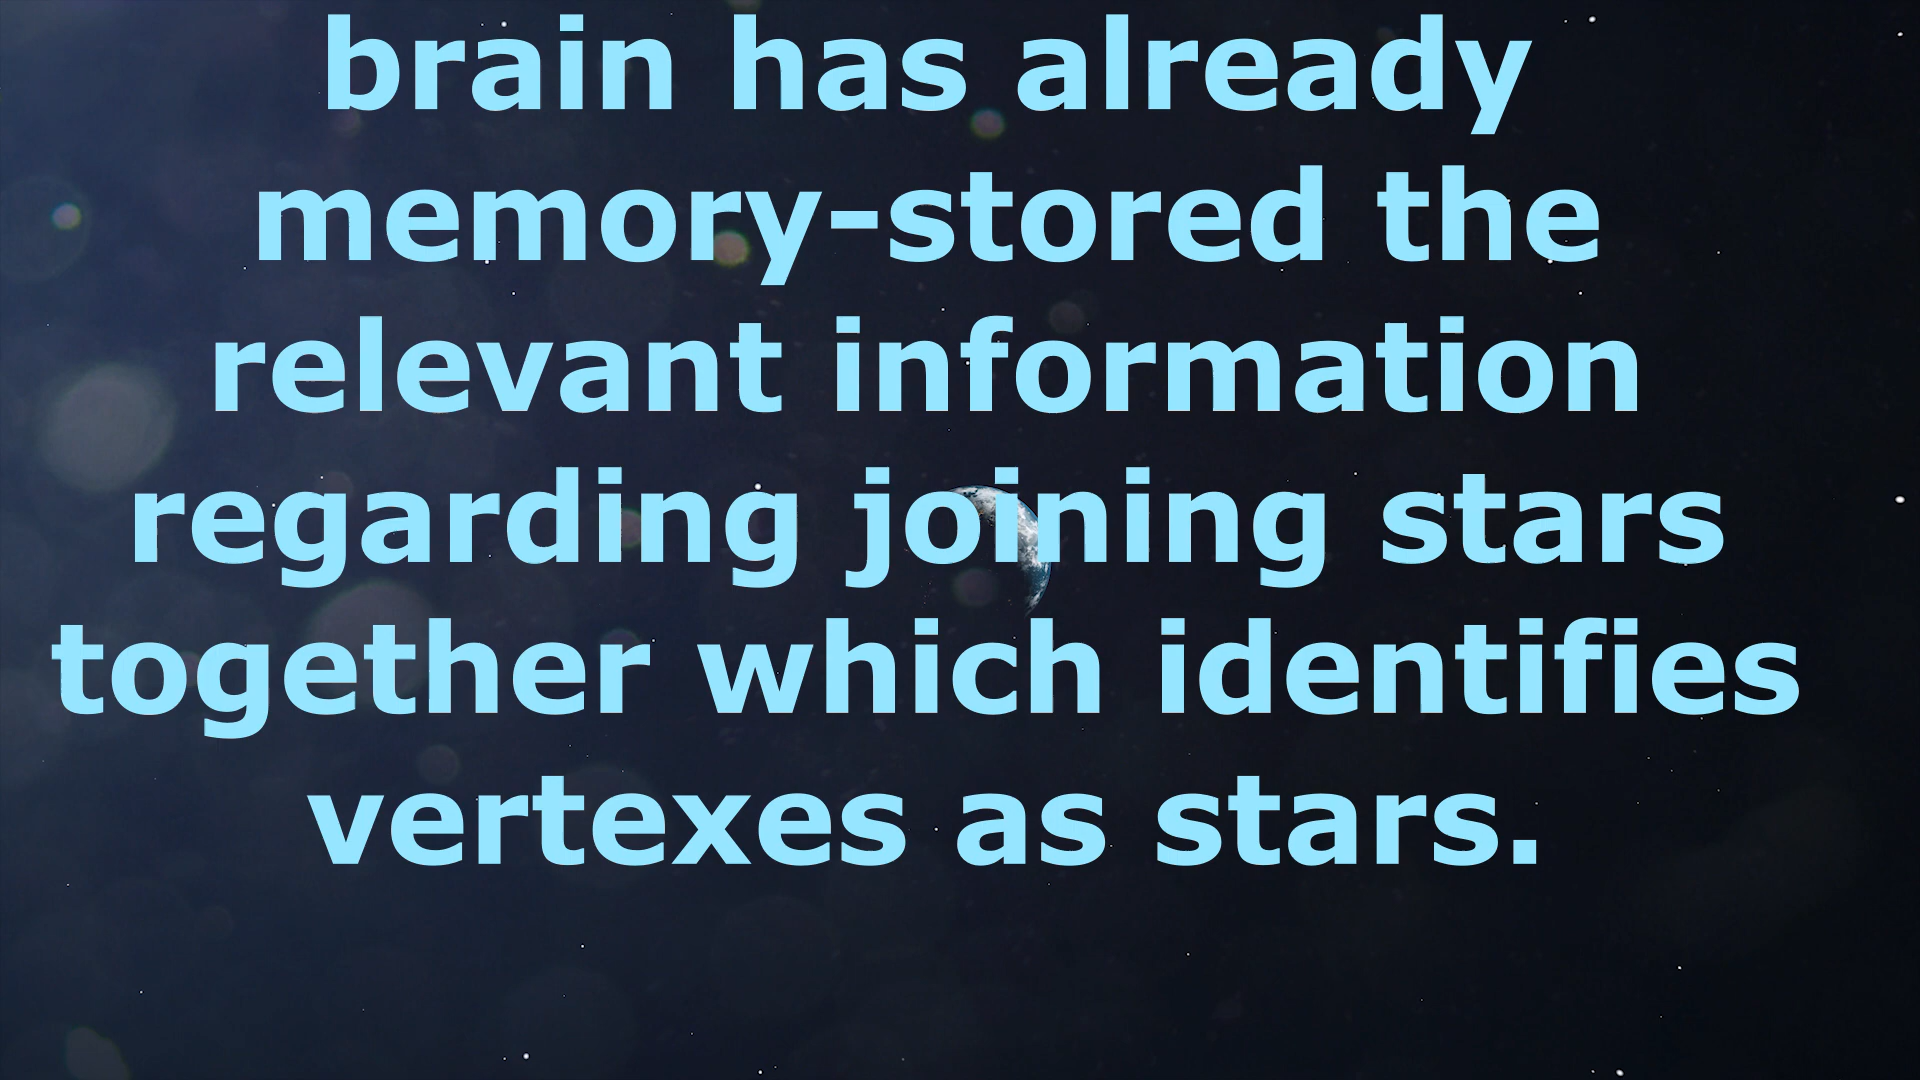 brain has already
memory-stored the
relevant information
regarding joining stars
together which identifies
vertexes as stars.